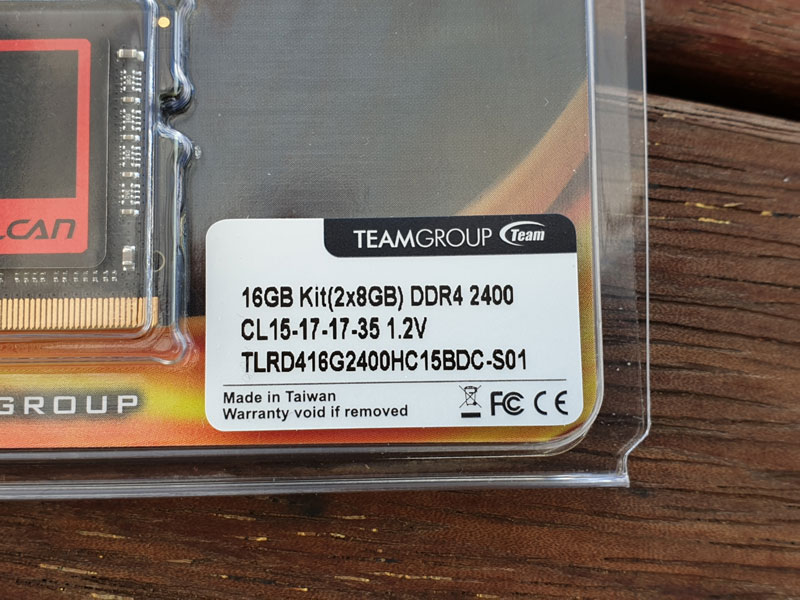 LCAN
TEAMGROUP Team
16GB Kit(2x8GB) DDR4 2400
CL15-17-17-35 1.2V
TLRD416G2400HC15BDC-S01
Made in Taiwan
Warranty void if removed
FC CE
GROUP